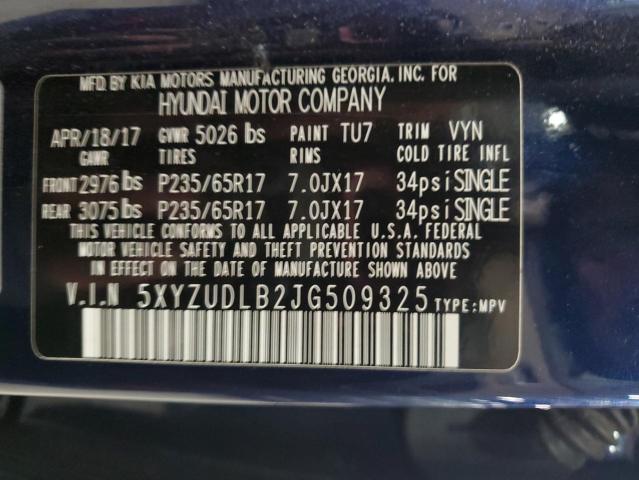 MFD. BY KIA MOTORS MANUFACTURING GEORGIA, INC. FOR
HYUNDAI MOTOR COMPANY
APR/18/17 GVWR 5026 lbs PAINT TU7 TRIM VYN
GAWR TIRES RIMS COLD TIRE INFL
FRONT 2976 lbs P235/65R17 7.0JX17 34psi SINGLE
REAR 3075 lbs P235/65R17 7.0JX17 34psi SINGLE
THIS VEHICLE CONFORMS TO ALL APPLICABLE U.S.A. FEDERAL
MOTOR VEHICLE SAFETY AND THEFT PREVENTION STANDARDS
IN EFFECT ON THE DATE OF MANUFACTURE SHOWN ABOVE
V.I.N 5XYZUDLB2JG509325 TYPE:MPV